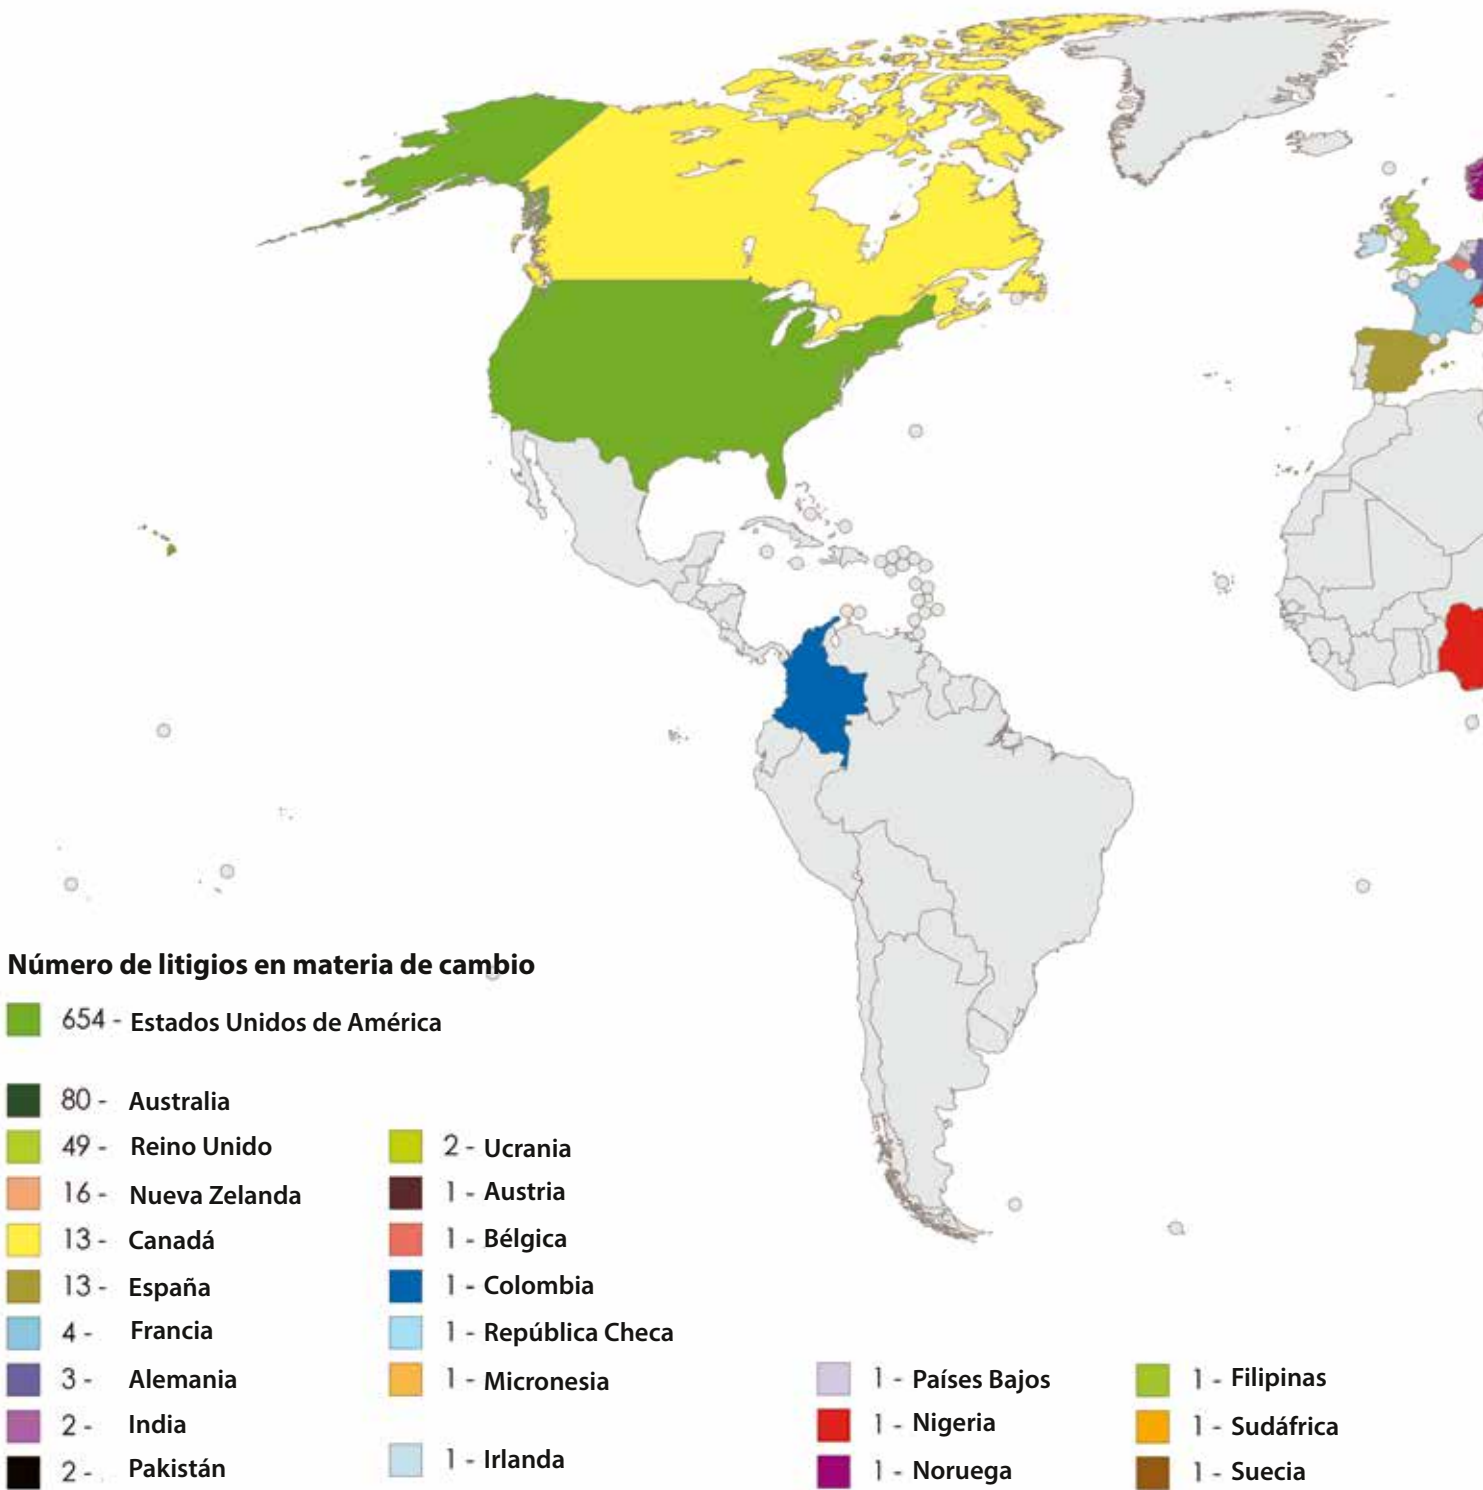 Número de litigios en materia de cambio
654 - Estados Unidos de América
80 - Australia
49 - Reino Unido
16 - Nueva Zelanda
13 - Canadá
13 - España
4 - Francia
3 - Alemania
2 - India
2 - Pakistán
2 - Ucrania
1 - Austria
1 - Bélgica
1 - Colombia
1 - República Checa
1 - Micronesia
1 - Irlanda
1 - Países Bajos
1 - Nigeria
1 - Noruega
1 - Filipinas
1 - Sudáfrica
1 - Suecia